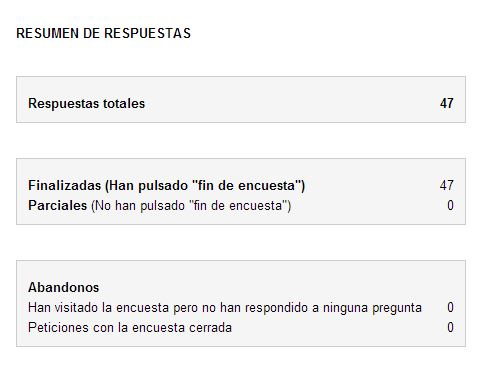 RESUMEN DE RESPUESTAS
Respuestas totales 47
Finalizadas (Han pulsado "fin de encuesta") 47
Parciales (No han pulsado "fin de encuesta") 0
Abandonos
Han visitado la encuesta pero no han respondido a ninguna pregunta 0
Peticiones con la encuesta cerrada 0